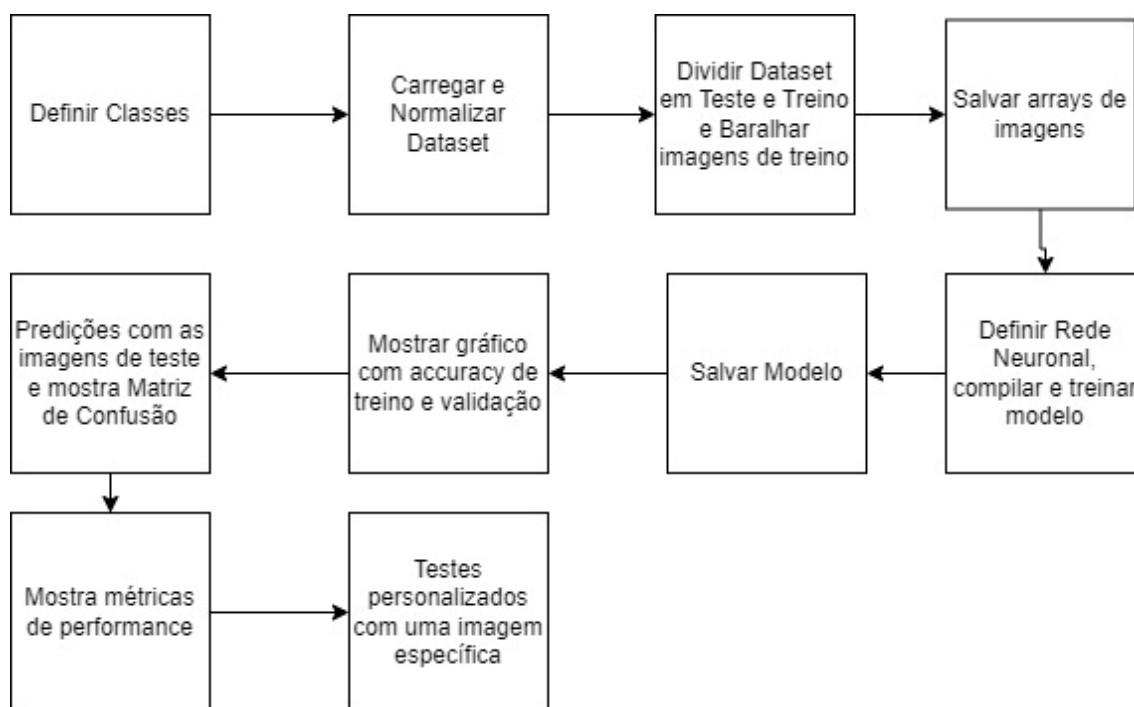 Definir Classes
Carregar e
Normalizar
Dataset
Dividir Dataset
em Teste e Treino
e Baralhar
imagens de treino
Salvar arrays de
imagens
Definir Rede
Neuronal,
compilar e treinar
modelo
Salvar Modelo
Mostrar gráfico
com accuracy de
treino e validação
Predições com as
imagens de teste
e mostra Matriz
de Confusão
Mostra métricas
de performance
Testes
personalizados
com uma imagem
específica